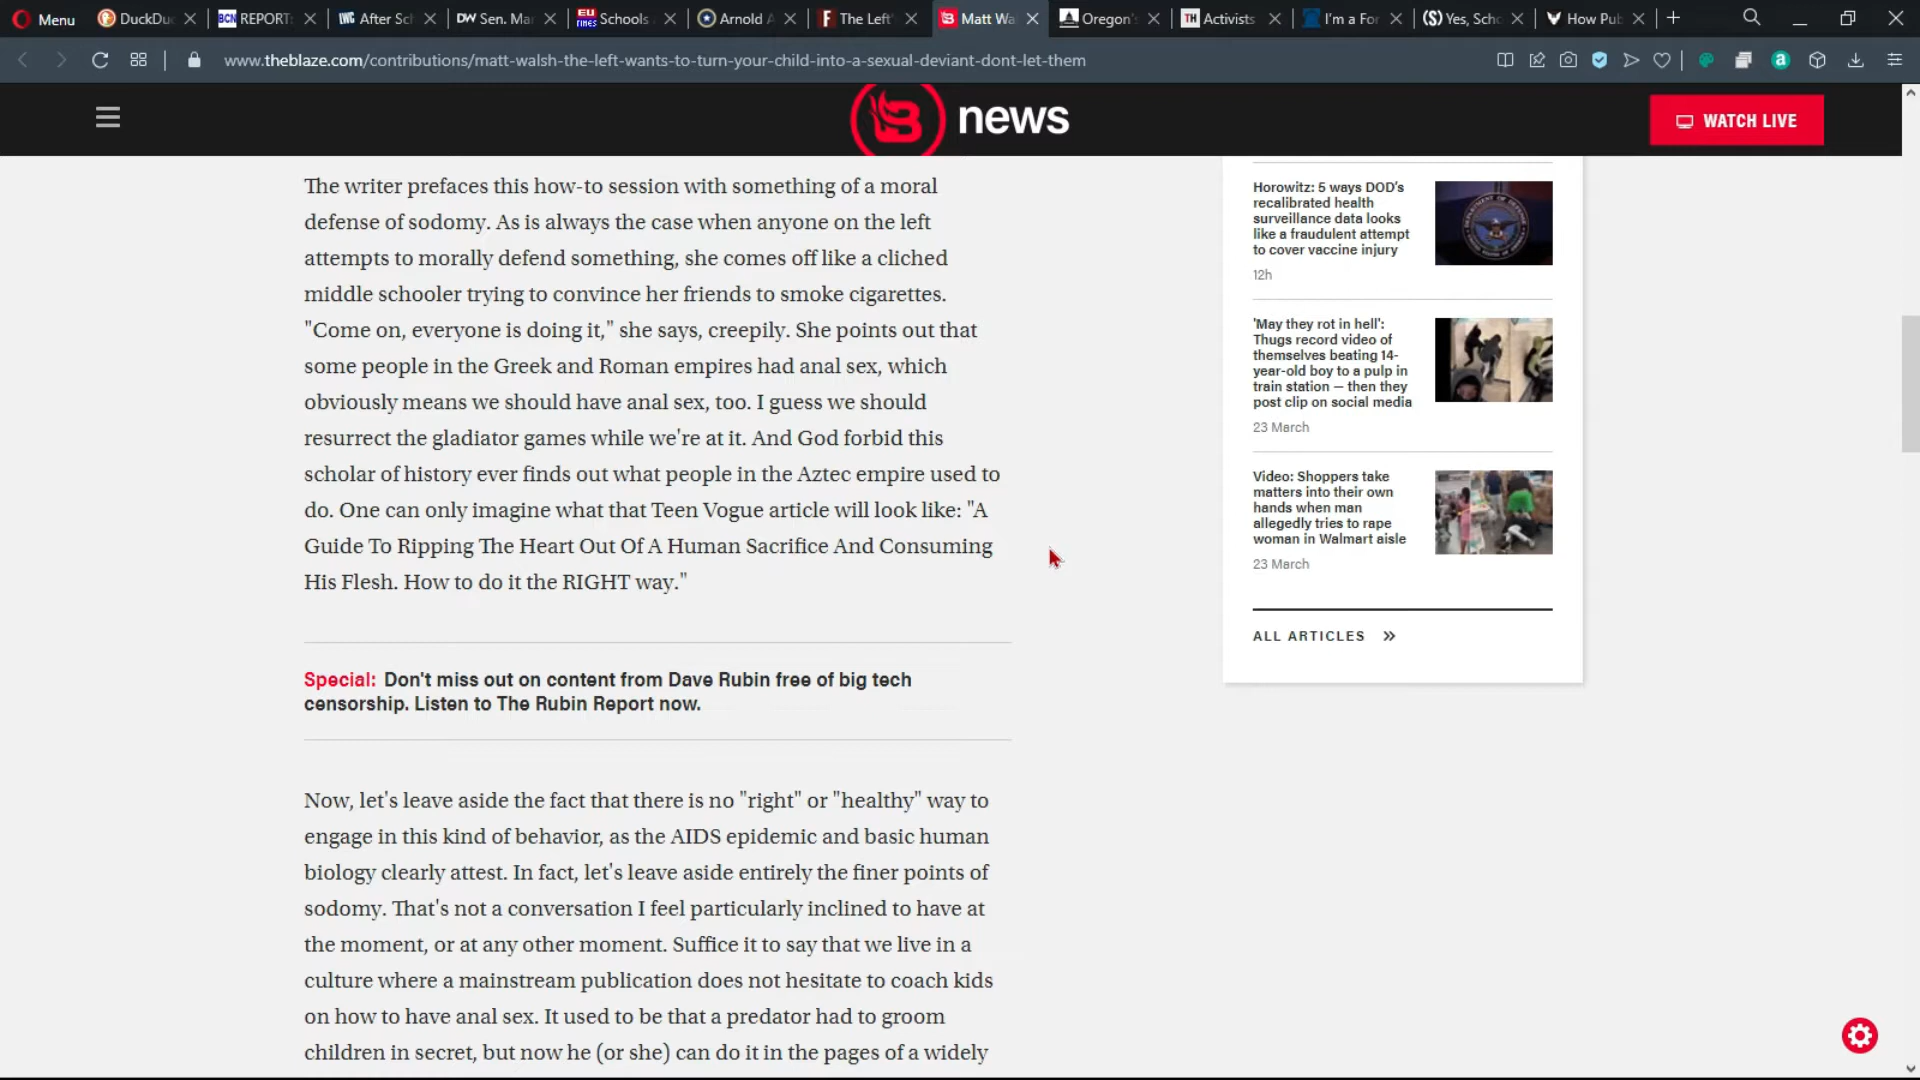 Menu
DuckDuc
BCN REPORT:
IWC After Sch
DW Sen. Mar
EU TIMES Schools
Arnold A
F The Left'
Matt Wa
Oregon'
TH Activists
I'm a For
(S) Yes, Scho
How Pub
www.theblaze.com/contributions/matt-walsh-the-left-wants-to-turn-your-child-into-a-sexual-deviant-dont-let-them
B news
WATCH LIVE
The writer prefaces this how-to session with something of a moral
defense of sodomy. As is always the case when anyone on the left
attempts to morally defend something, she comes off like a cliched
middle schooler trying to convince her friends to smoke cigarettes.
"Come on, everyone is doing it," she says, creepily. She points out that
some people in the Greek and Roman empires had anal sex, which
obviously means we should have anal sex, too. I guess we should
resurrect the gladiator games while we're at it. And God forbid this
scholar of history ever finds out what people in the Aztec empire used to
do. One can only imagine what that Teen Vogue article will look like: "A
Guide To Ripping The Heart Out Of A Human Sacrifice And Consuming
His Flesh. How to do it the RIGHT way."
Special: Don't miss out on content from Dave Rubin free of big tech
censorship. Listen to The Rubin Report now.
Now, let's leave aside the fact that there is no "right" or "healthy" way to
engage in this kind of behavior, as the AIDS epidemic and basic human
biology clearly attest. In fact, let's leave aside entirely the finer points of
sodomy. That's not a conversation I feel particularly inclined to have at
the moment, or at any other moment. Suffice it to say that we live in a
culture where a mainstream publication does not hesitate to coach kids
on how to have anal sex. It used to be that a predator had to groom
children in secret, but now he (or she) can do it in the pages of a widely
Horowitz: 5 ways DOD's
recalibrated health
surveillance data looks
like a fraudulent attempt
to cover vaccine injury
12h
'May they rot in hell':
Thugs record video of
themselves beating 14-
year-old boy to a pulp in
train station — then they
post clip on social media
23 March
Video: Shoppers take
matters into their own
hands when man
allegedly tries to rape
woman in Walmart aisle
23 March
ALL ARTICLES